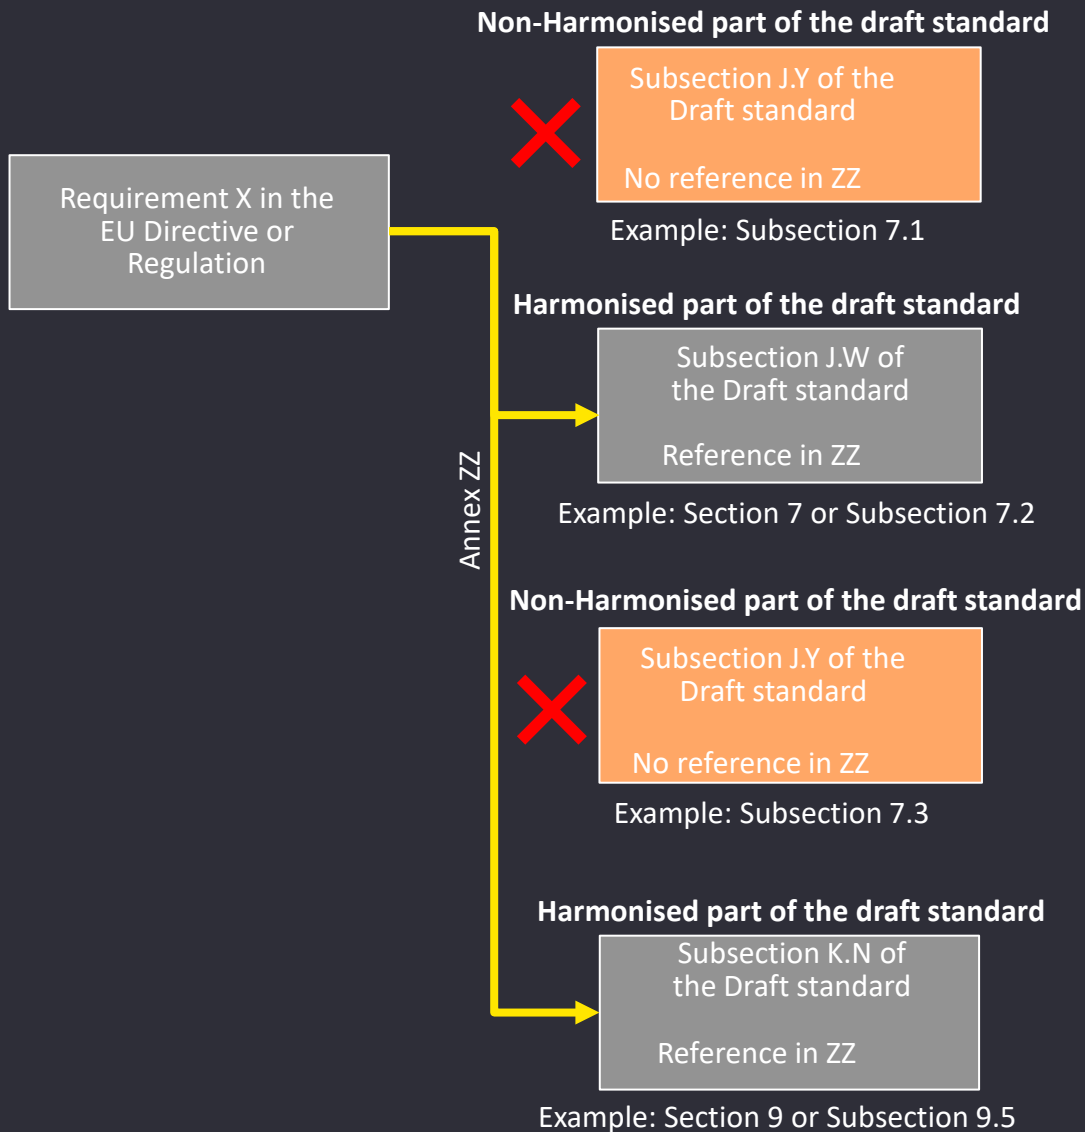 Non-Harmonised part of the draft standard
Subsection J.Y of the
Draft standard
No reference in ZZ
Example: Subsection 7.1
Requirement X in the
EU Directive or
Regulation
Harmonised part of the draft standard
Subsection J.W of
the Draft standard
Reference in ZZ
Example: Section 7 or Subsection 7.2
Annex ZZ
Non-Harmonised part of the draft standard
Subsection J.Y of the
Draft standard
No reference in ZZ
Example: Subsection 7.3
Harmonised part of the draft standard
Subsection K.N of
the Draft standard
Reference in ZZ
Example: Section 9 or Subsection 9.5